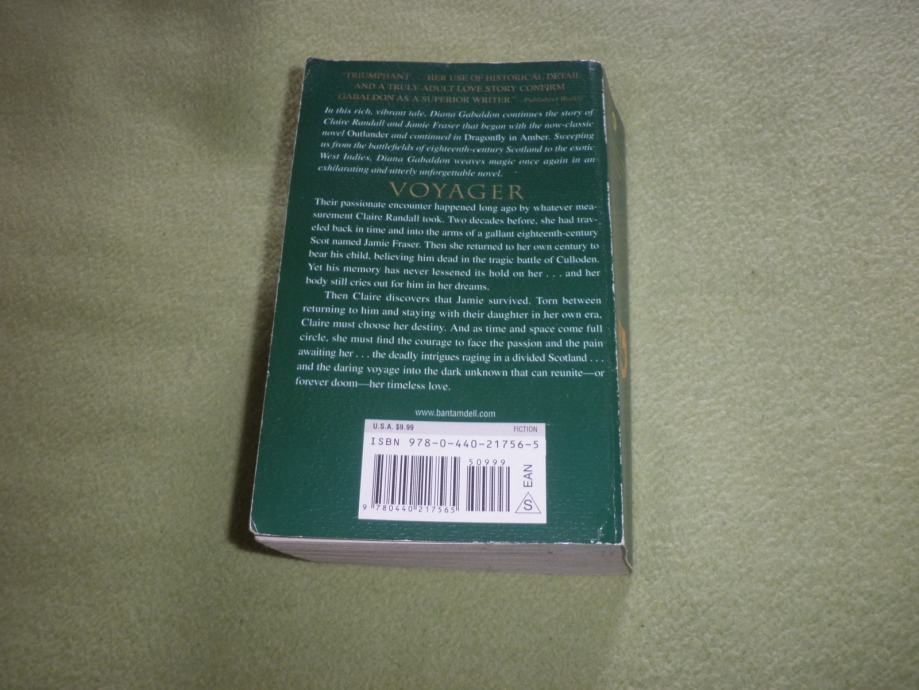 "TRIUMPHANT . . . HER USE OF HISTORICAL DETAIL
AND A TRULY ADULT LOVE STORY CONFIRM
GABALDON AS A SUPERIOR WRITER." –Publishers Weekly
In this rich, vibrant tale, Diana Gabaldon continues the story of
Claire Randall and Jamie Fraser that began with the now-classic
novel Outlander and continued in Dragonfly in Amber. Sweeping
us from the battlefields of eighteenth-century Scotland to the exotic
West Indies, Diana Gabaldon weaves magic once again in an
exhilarating and utterly unforgettable novel.
VOYAGER
Their passionate encounter happened long ago by whatever mea-
surement Claire Randall took. Two decades before, she had trav-
eled back in time and into the arms of a gallant eighteenth-century
Scot named Jamie Fraser. Then she returned to her own century to
bear his child, believing him dead in the tragic battle of Culloden.
Yet his memory has never lessened its hold on her . . . and her
body still cries out for him in her dreams.
Then Claire discovers that Jamie survived. Torn between
returning to him and staying with their daughter in her own era,
Claire must choose her destiny. And as time and space come full
circle, she must find the courage to face the passion and the pain
awaiting her . . . the deadly intrigues raging in a divided Scotland . . .
and the daring voyage into the dark unknown that can reunite—or
forever doom—her timeless love.
www.bantamdell.com
U.S.A. $9.99 FICTION
ISBN 978-0-440-21756-5
50999
9 780440 217565
EAN
S